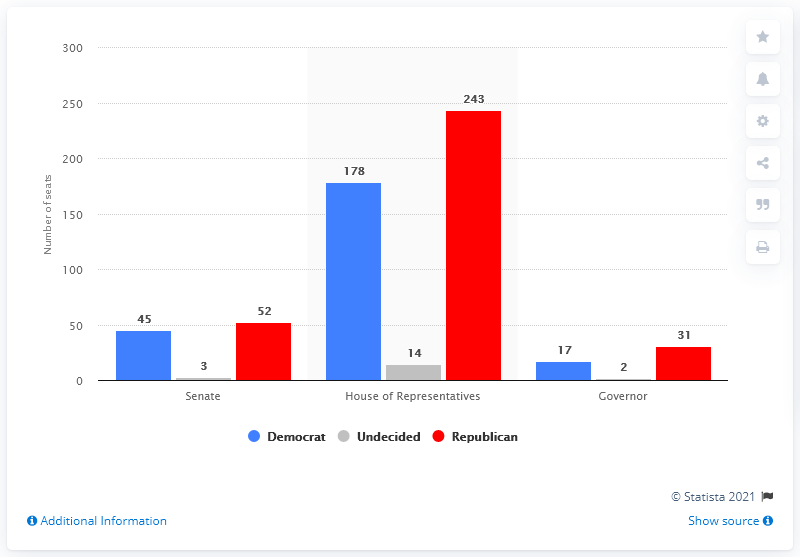 300
250
200
150
100
50
0
Number of seats
45
3
52
178
14
243
17
2
31
Senate
House of Representatives
Governor
Democrat
Undecided
Republican
© Statista 2021
Additional Information
Show source